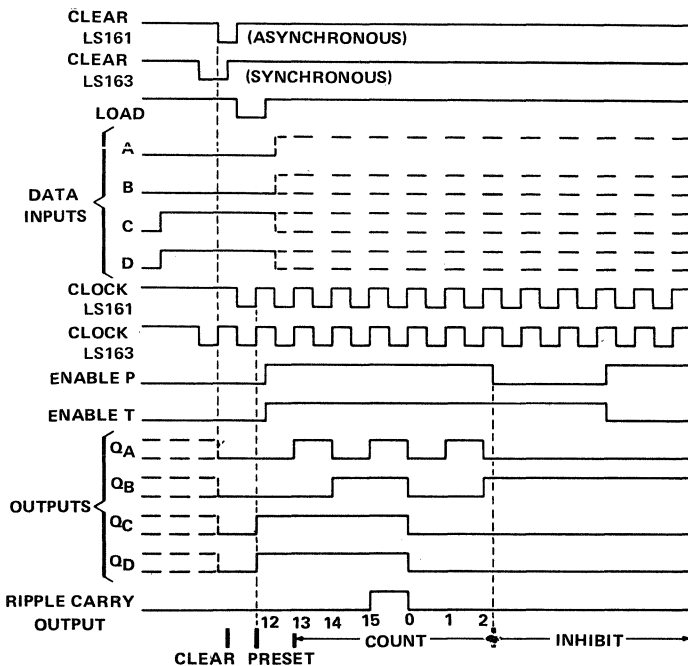 CLEAR
LS161
(ASYNCHRONOUS)
CLEAR
LS163
(SYNCHRONOUS)
LOAD
A
B
DATA
INPUTS
C
D
CLOCK
LS161
CLOCK
LS163
ENABLE P
ENABLE T
QA
QB
OUTPUTS
QC
QD
RIPPLE CARRY
OUTPUT
12 13 14 15 0 1 2
COUNT
INHIBIT
CLEAR PRESET